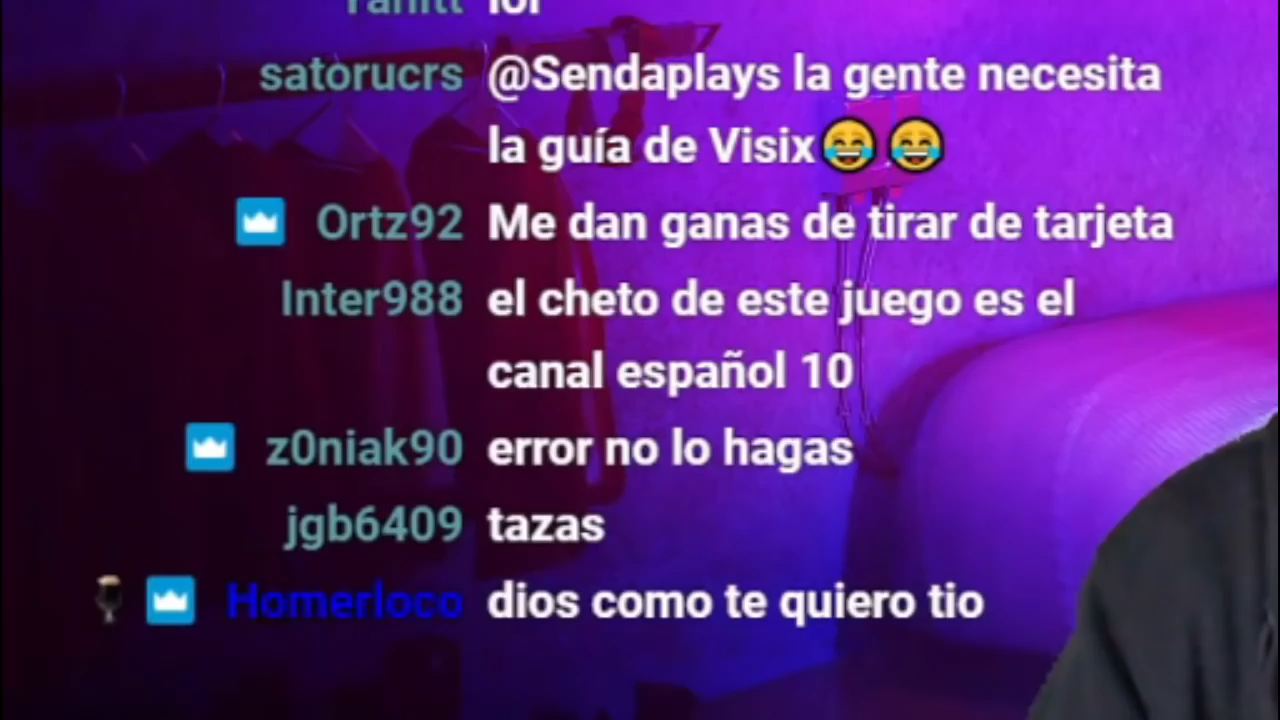 satorucrs @Sendaplays la gente necesita
la guía de Visix😂 😂
Ortz92 Me dan ganas de tirar de tarjeta
Inter988 el cheto de este juego es el
canal español 10
z0niak90 error no lo hagas
jgb6409 tazas
Homerloco dios como te quiero tio